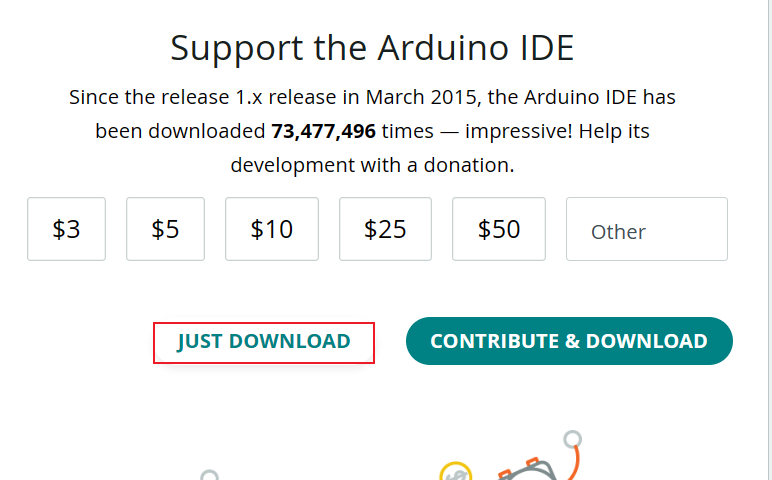 Support the Arduino IDE
Since the release 1.x release in March 2015, the Arduino IDE has
been downloaded 73,477,496 times — impressive! Help its
development with a donation.
$3 $5 $10 $25 $50 Other
JUST DOWNLOAD CONTRIBUTE & DOWNLOAD